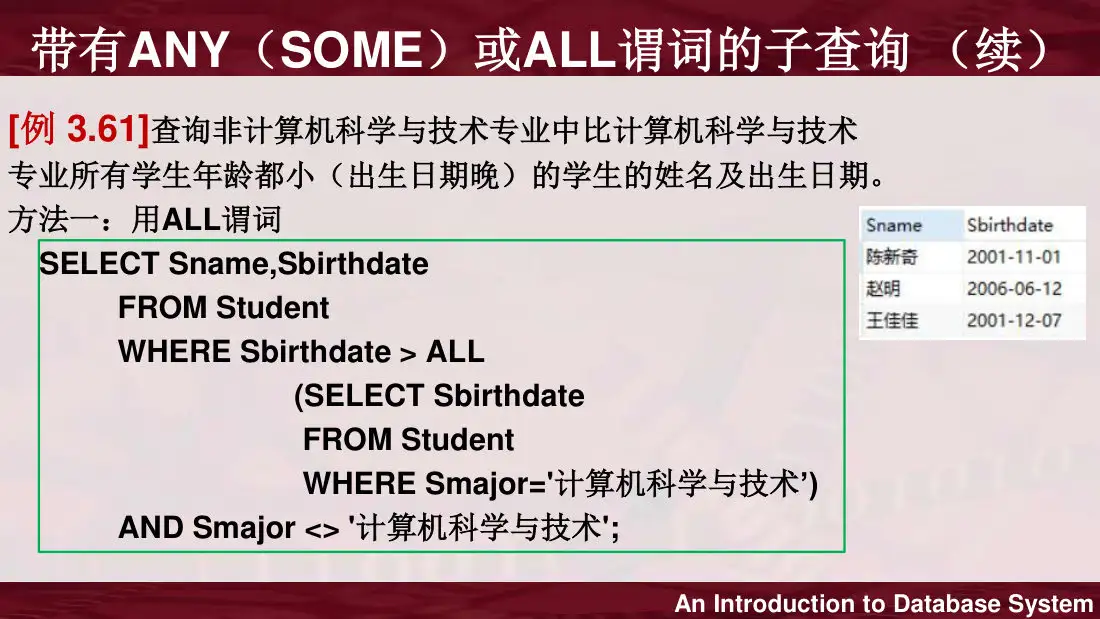 带有ANY（SOME）或ALL谓词的子查询 （续）
[例 3.61]查询非计算机科学与技术专业中比计算机科学与技术
专业所有学生年龄都小（出生日期晚）的学生的姓名及出生日期。
方法一：用ALL谓词
SELECT Sname,Sbirthdate
FROM Student
WHERE Sbirthdate > ALL
(SELECT Sbirthdate
FROM Student
WHERE Smajor='计算机科学与技术’)
AND Smajor <> '计算机科学与技术';
Sname Sbirthdate
陈新奇 2001-11-01
赵明 2006-06-12
王佳佳 2001-12-07
An Introduction to Database System